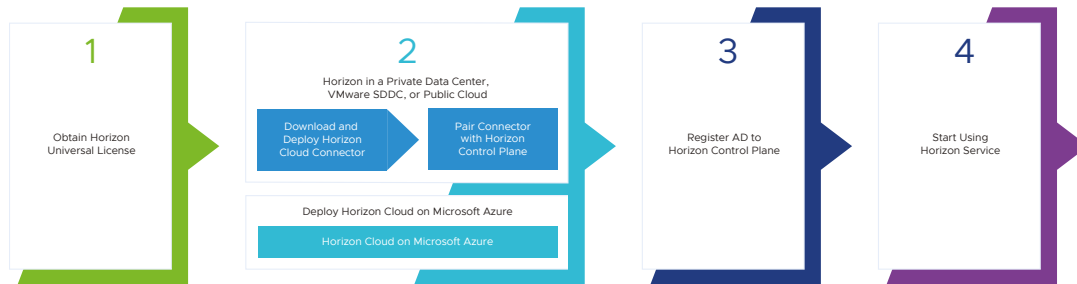 1
Obtain Horizon
Universal License
2
Horizon in a Private Data Center,
VMware SDDC, or Public Cloud
Download and
Deploy Horizon
Cloud Connector
Pair Connector
with Horizon
Control Plane
Deploy Horizon Cloud on Microsoft Azure
Horizon Cloud on Microsoft Azure
3
Register AD to
Horizon Control Plane
4
Start Using
Horizon Service